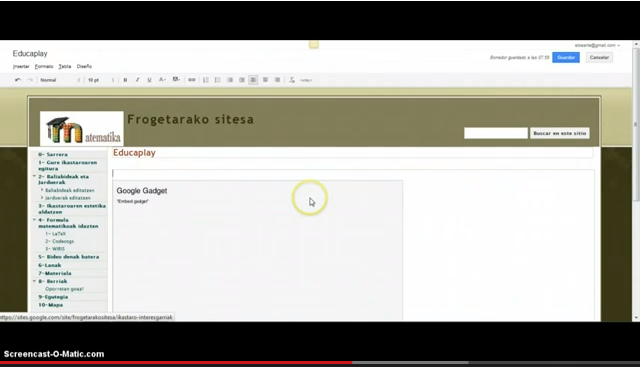 Educaplay
Insertar Formato Tabla Diseño
Borrador guardado a las 07:59
Guardar
Cancelar
Normal
10 pt
B I U A
atematika
Frogetarako sitesa
Buscar en este sitio
0- Sarrera
1- Gure ikastaroaren egitura
2- Baliabideak eta Jarduerak
Baliabideak editatzen
Jarduerak editatzen
3- Ikastaroaren estetika aldatzen
4- Formula matematikoak idazten
1- LaTeX
2- Codecogs
3- WIRIS
5- Bideo denak batera
6-Lanak
7-Materiala
8- Berriak
Oporretan goaz!
9-Egutegia
10-Mapa
Educaplay
Google Gadget
"Embed gadget"
https://sites.google.com/site/frogetarakositesa/ikastaro-interesgarriak
Screencast-O-Matic.com